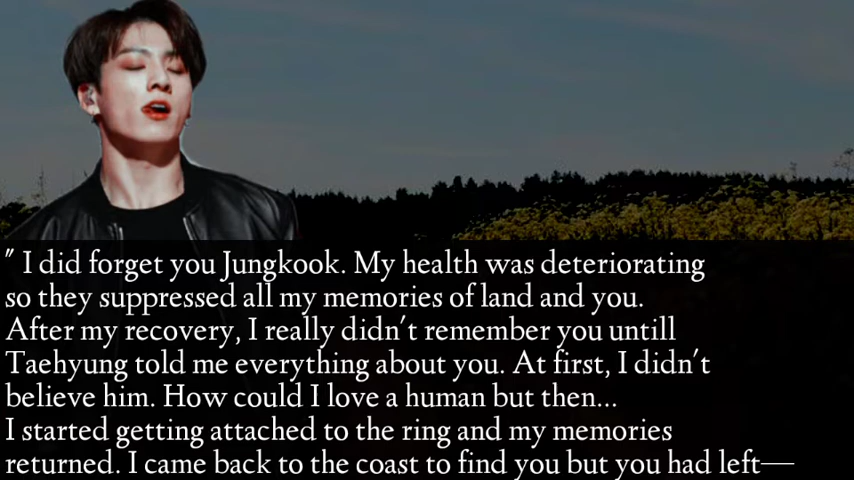 " I did forget you Jungkook. My health was deteriorating
so they suppressed all my memories of land and you.
After my recovery, I really didn't remember you untill
Taehyung told me everything about you. At first, I didn't
believe him. How could I love a human but then...
I started getting attached to the ring and my memories
returned. I came back to the coast to find you but you had left—